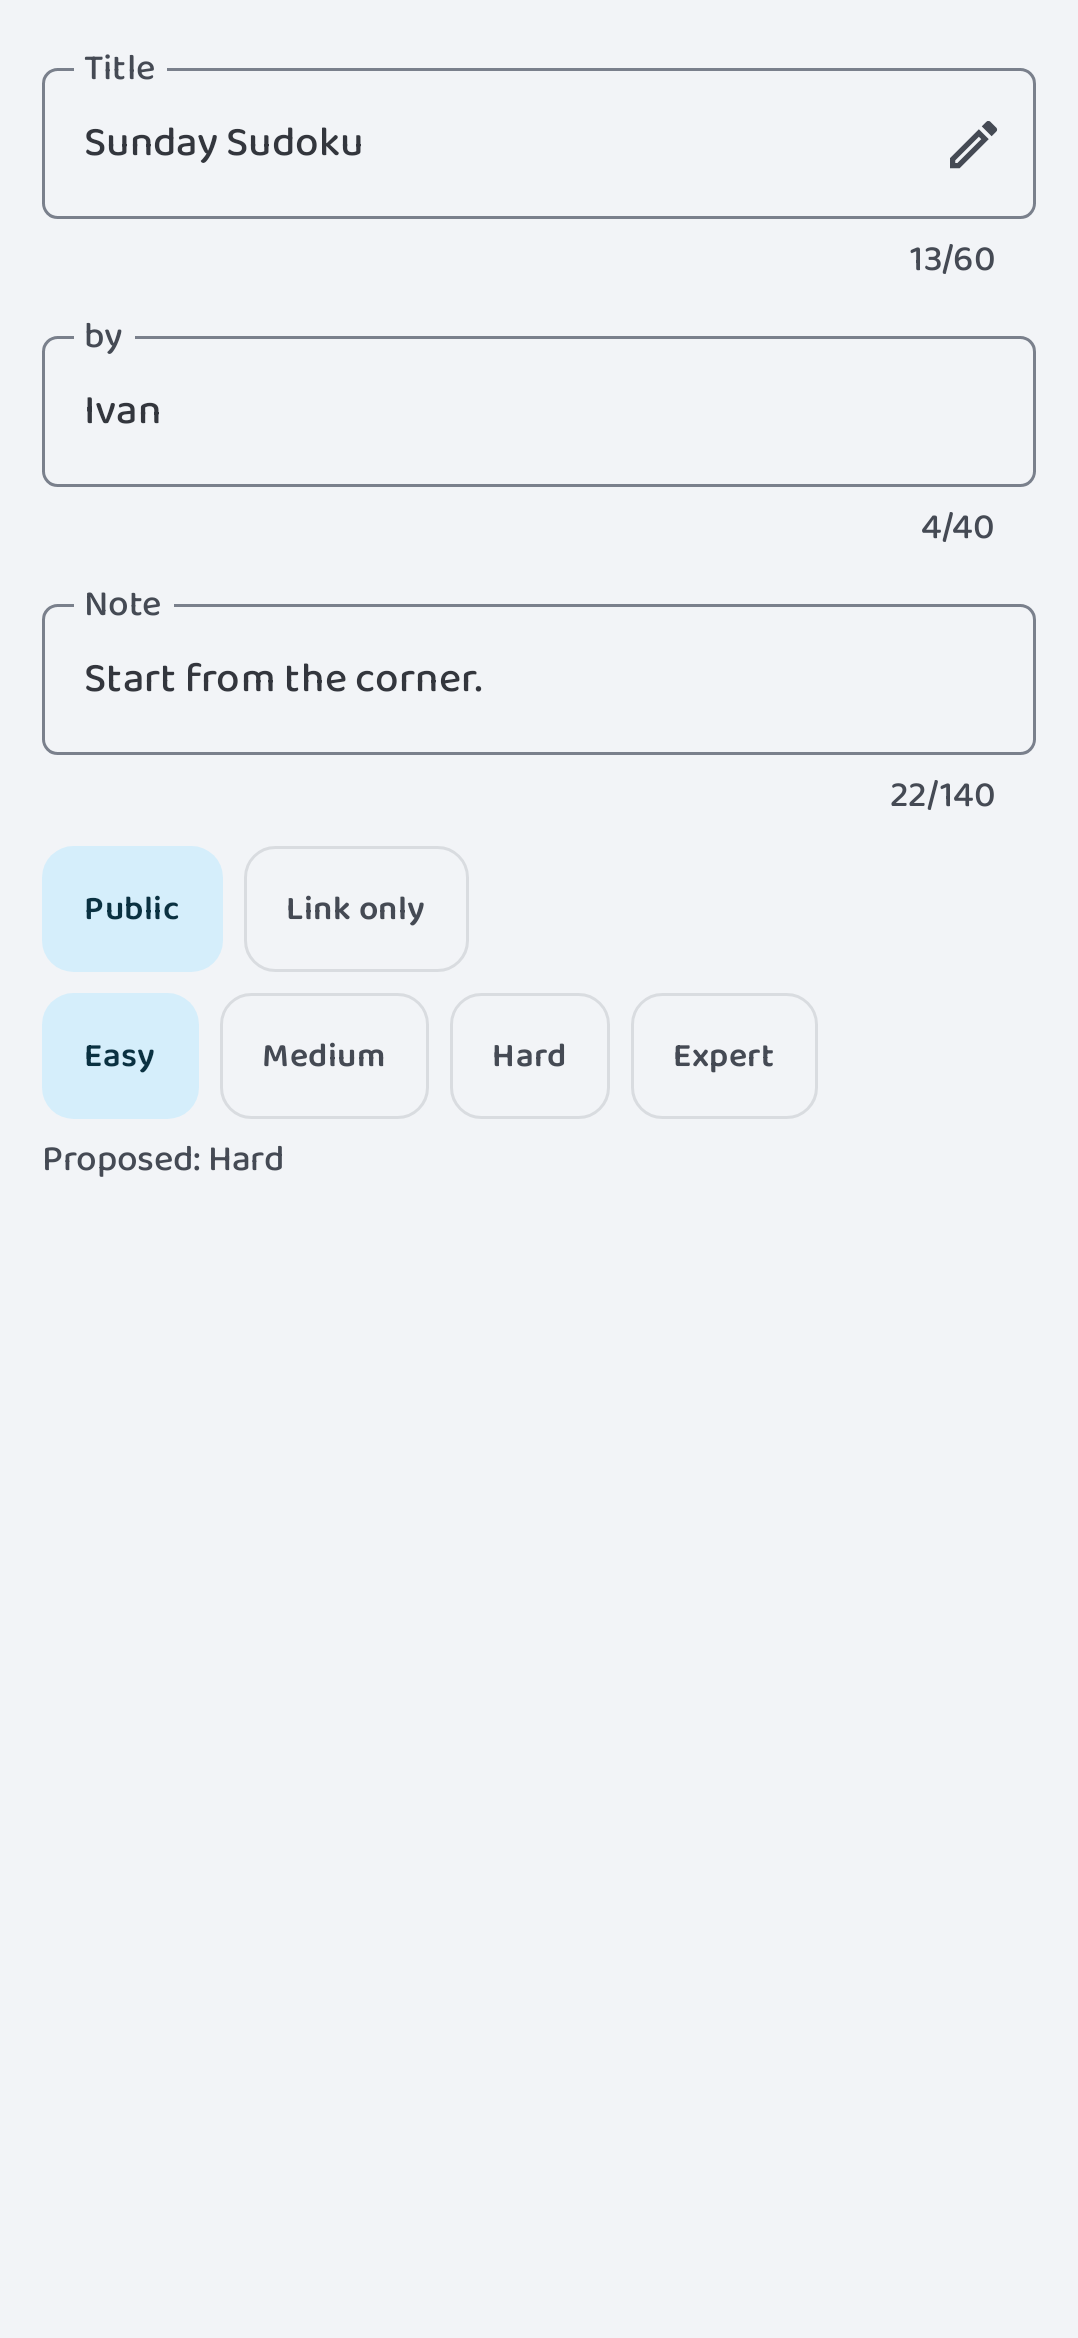 Title
Sunday Sudoku
13/60
by
Ivan
4/40
Note
Start from the corner.
22/140
Public Link only
Easy Medium Hard Expert
Proposed: Hard